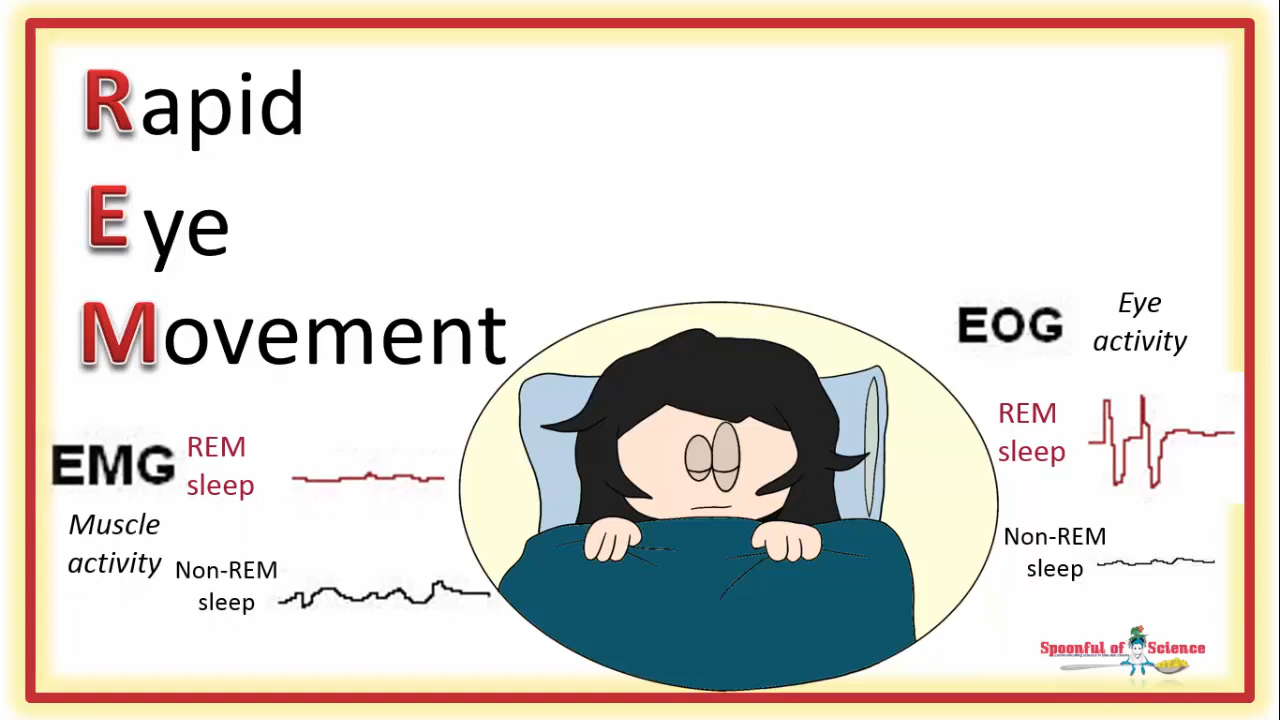 Rapid
Eye
Movement
EOG
Eye
activity
REM
sleep
EMG
REM
sleep
Muscle
activity
Non-REM
sleep
Non-REM
sleep
Spoonful of Science